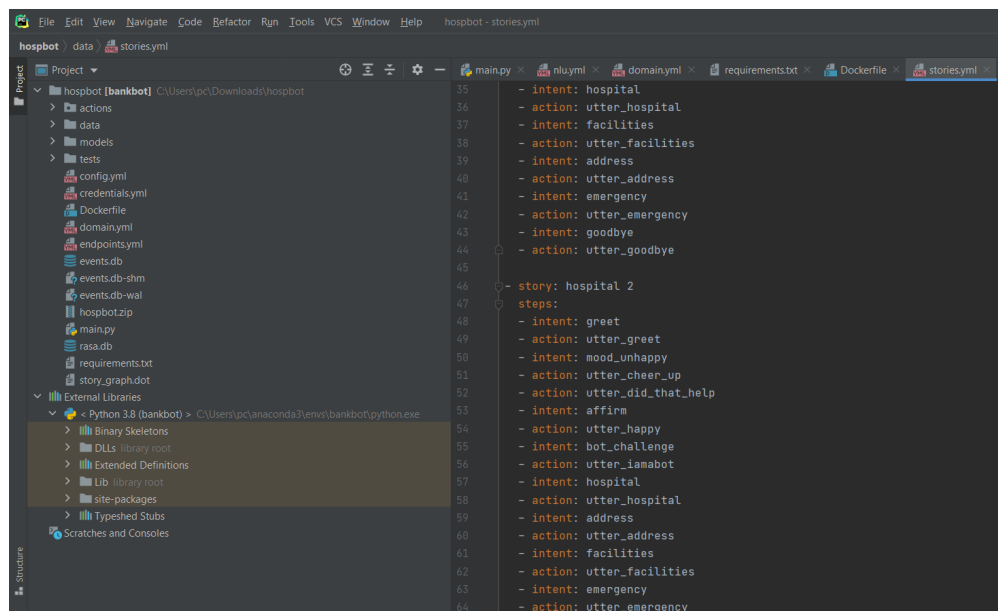 File Edit View Navigate Code Refactor Run Tools VCS Window Help hospbot - stories.yml
hospbot data stories.yml
Project
Project
main.py nlu.yml domain.yml requirements.txt Dockerfile stories.yml
hospbot [bankbot] C:\Users\pc\Downloads\hospbot
actions
data
models
tests
config.yml
credentials.yml
Dockerfile
domain.yml
endpoints.yml
events.db
events.db-shm
events.db-wal
hospbot.zip
main.py
rasa.db
requirements.txt
story_graph.dot
External Libraries
< Python 3.8 (bankbot) > C:\Users\pc\anaconda3\envs\bankbot\python.exe
Binary Skeletons
DLLs library root
Extended Definitions
Lib library root
site-packages
Typeshed Stubs
Scratches and Consoles
Structure
35 - intent: hospital
36 - action: utter_hospital
37 - intent: facilities
38 - action: utter_facilities
39 - intent: address
40 - action: utter_address
41 - intent: emergency
42 - action: utter_emergency
43 - intent: goodbye
44 - action: utter_goodbye
45
46 - story: hospital 2
47 steps:
48 - intent: greet
49 - action: utter_greet
50 - intent: mood_unhappy
51 - action: utter_cheer_up
52 - action: utter_did_that_help
53 - intent: affirm
54 - action: utter_happy
55 - intent: bot_challenge
56 - action: utter_iamabot
57 - intent: hospital
58 - action: utter_hospital
59 - intent: address
60 - action: utter_address
61 - intent: facilities
62 - action: utter_facilities
63 - intent: emergency
64 - action: utter_emergency